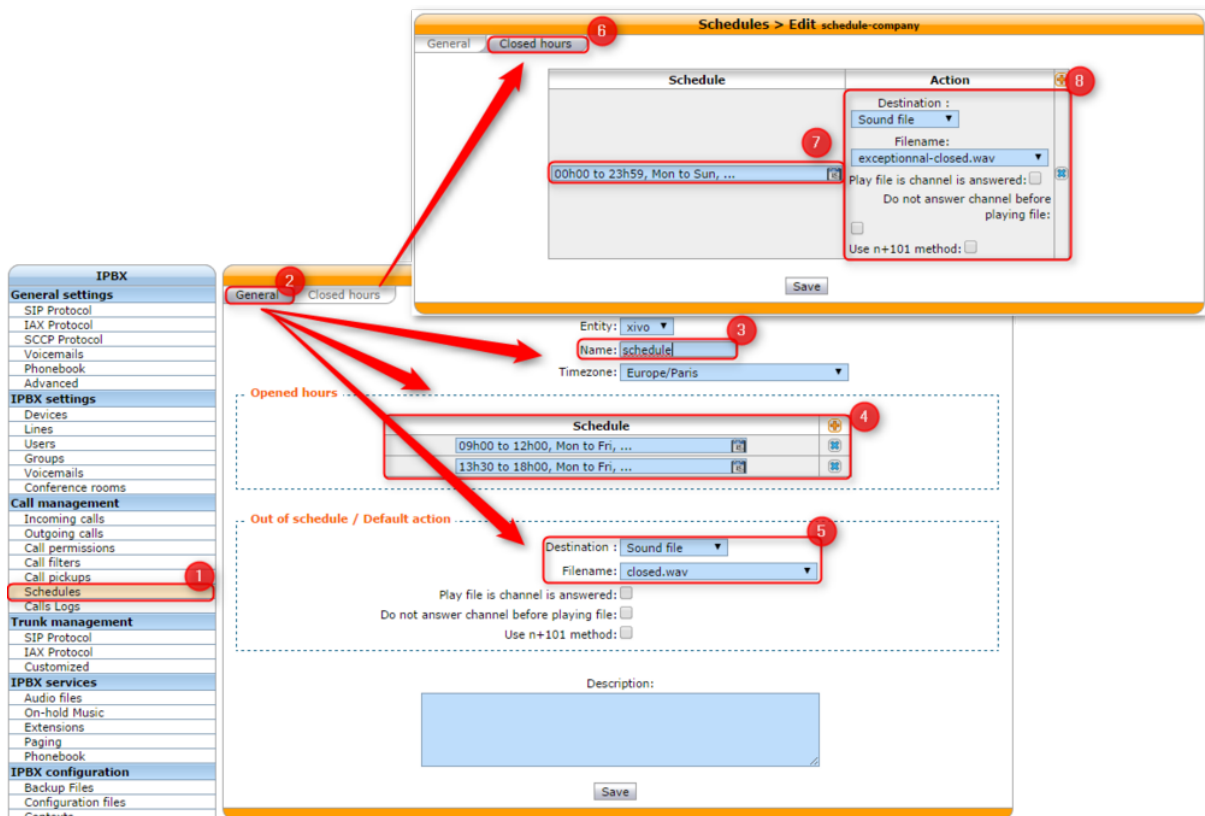 Schedules > Edit schedule-company
6
General Closed hours
Schedule Action
8
Destination :
Sound file
7
Filename:
exceptionnal-closed.wav
00h00 to 23h59, Mon to Sun, ...
Play file is channel is answered:
Do not answer channel before
playing file:
Use n+101 method:
Save
IPBX
General settings
SIP Protocol
IAX Protocol
SCCP Protocol
Voicemails
Phonebook
Advanced
IPBX settings
Devices
Lines
Users
Groups
Voicemails
Conference rooms
Call management
Incoming calls
Outgoing calls
Call permissions
Call filters
Call pickups
1
Schedules
Calls Logs
Trunk management
SIP Protocol
IAX Protocol
Customized
IPBX services
Audio files
On-hold Music
Extensions
Paging
Phonebook
IPBX configuration
Backup Files
Configuration files
Contexts
2
General Closed hours
Entity: xivo
3
Name: schedule
Timezone: Europe/Paris
Opened hours
4
Schedule
09h00 to 12h00, Mon to Fri, ...
13h30 to 18h00, Mon to Fri, ...
Out of schedule / Default action
5
Destination : Sound file
Filename: closed.wav
Play file is channel is answered:
Do not answer channel before playing file:
Use n+101 method:
Description:
Save